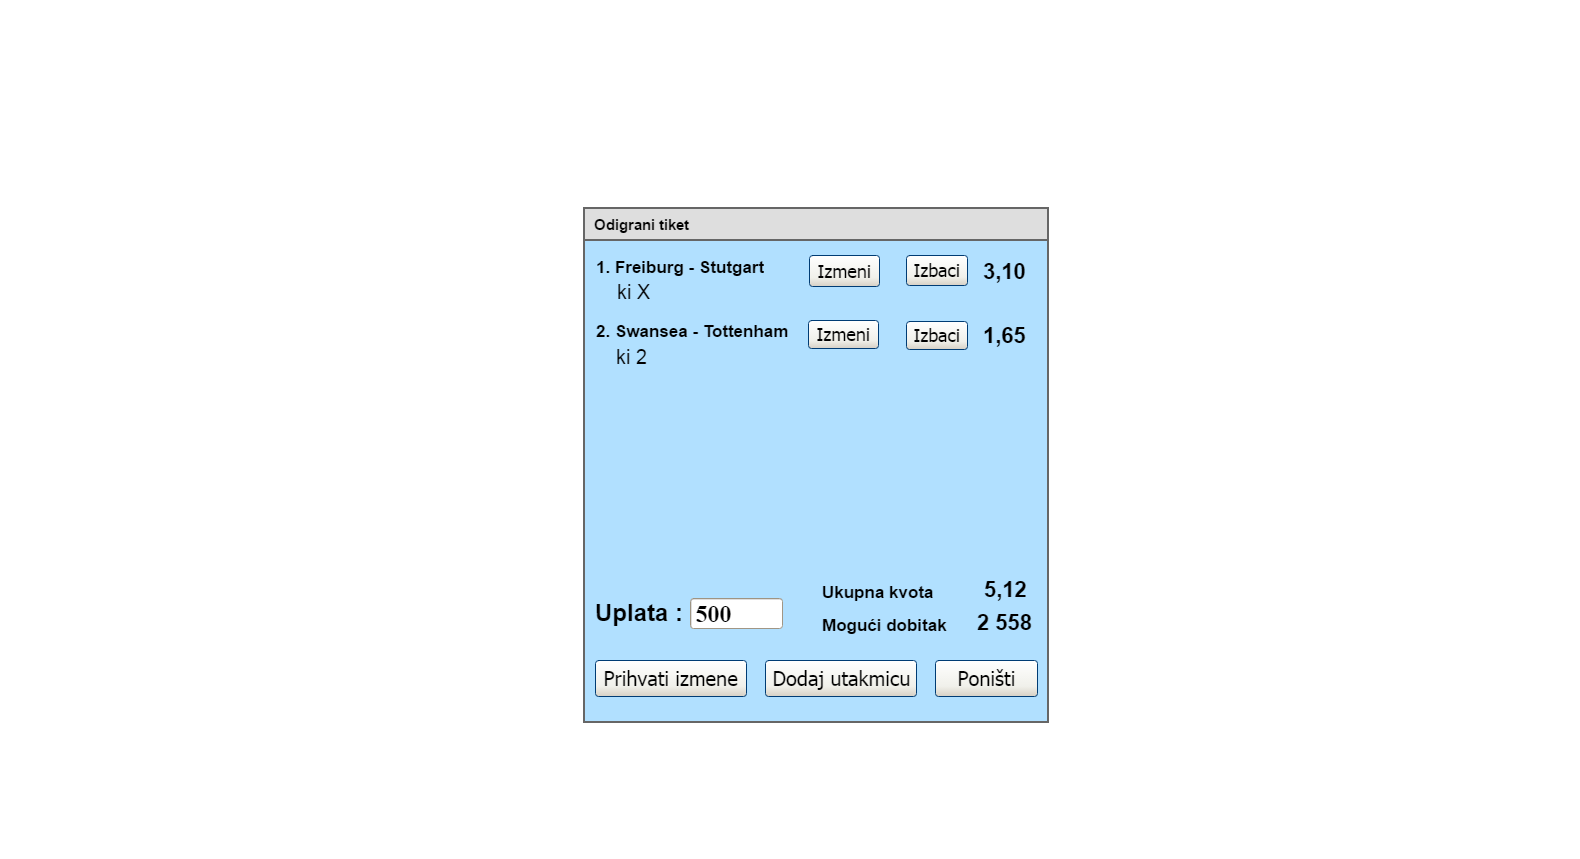 Odigrani tiket
1. Freiburg - Stutgart Izmeni Izbaci 3,10
ki X
2. Swansea - Tottenham Izmeni Izbaci 1,65
ki 2
Ukupna kvota 5,12
Uplata : 500
Mogući dobitak 2 558
Prihvati izmene Dodaj utakmicu Poništi